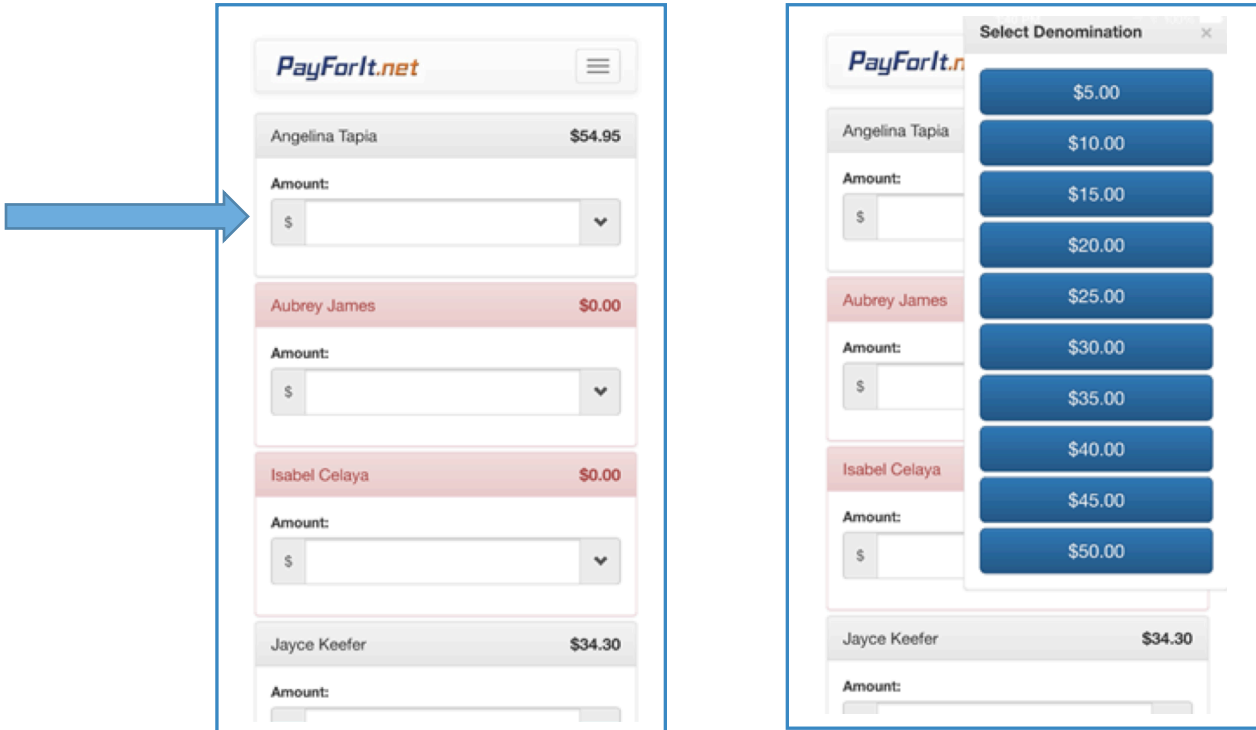 PayForIt.net
Angelina Tapia $54.95
Amount:
$
Aubrey James $0.00
Amount:
$
Isabel Celaya $0.00
Amount:
$
Jayce Keefer $34.30
Amount:
Select Denomination ×
PayForIt.n
$5.00
$10.00
Angelina Tapia
Amount:
$15.00
$
$20.00
$25.00
Aubrey James
Amount:
$30.00
$
$35.00
$40.00
Isabel Celaya
$45.00
Amount:
$
$50.00
Jayce Keefer $34.30
Amount: